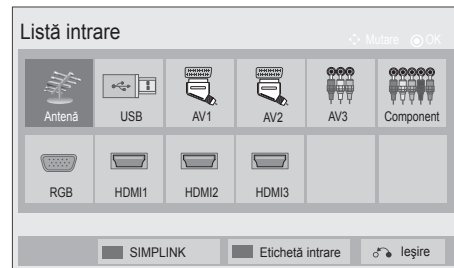 Listă intrare
Mutare OK
Antenă USB AV1 AV2 AV3 Component
RGB HDMI1 HDMI2 HDMI3
SIMPLINK Etichetă intrare Ieşire